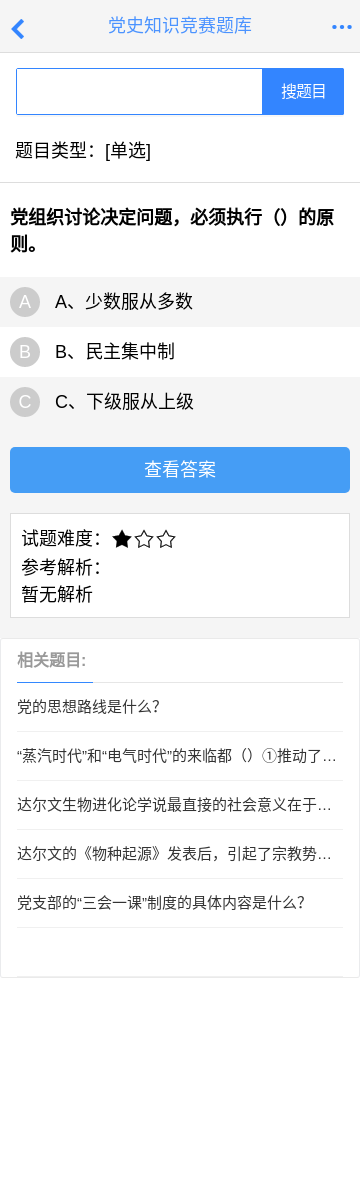 党史知识竞赛题库
搜题目
题目类型：[单选]
党组织讨论决定问题，必须执行（）的原
则。
A A、少数服从多数
B B、民主集中制
C C、下级服从上级
查看答案
试题难度：
参考解析：
暂无解析
相关题目:
党的思想路线是什么？
“蒸汽时代”和“电气时代”的来临都（）①推动了…
达尔文生物进化论学说最直接的社会意义在于…
达尔文的《物种起源》发表后，引起了宗教势…
党支部的“三会一课”制度的具体内容是什么？